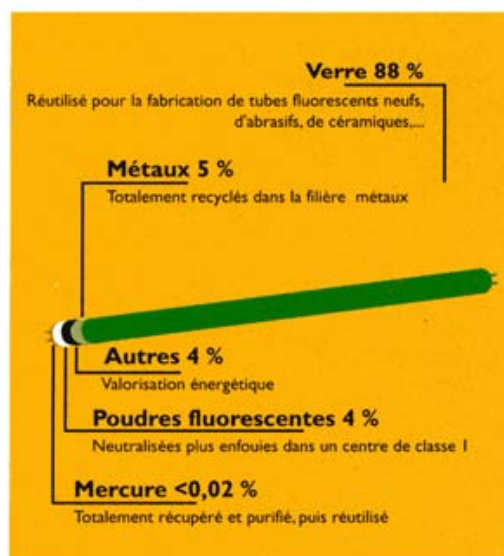 Verre 88 %
Réutilisé pour la fabrication de tubes fluorescents neufs,
d'abrasifs, de céramiques,...
Métaux 5 %
Totalement recyclés dans la filière métaux
Autres 4 %
Valorisation énergétique
Poudres fluorescentes 4 %
Neutralisées plus enfouies dans un centre de classe 1
Mercure <0,02 %
Totalement récupéré et purifié, puis réutilisé